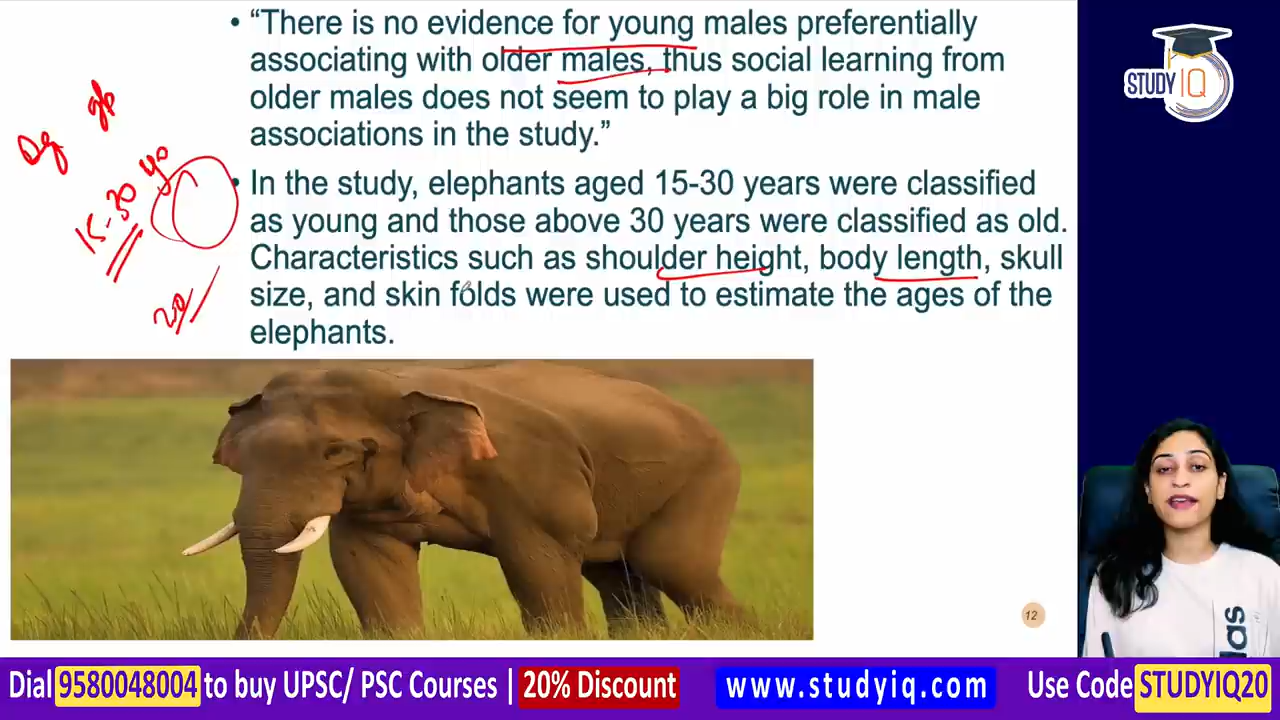 • “There is no evidence for young males preferentially
associating with older males, thus social learning from
older males does not seem to play a big role in male
associations in the study.”
• In the study, elephants aged 15-30 years were classified
as young and those above 30 years were classified as old.
Characteristics such as shoulder height, body length, skull
size, and skin folds were used to estimate the ages of the
elephants.
15-30 yo
STUDY IQ
das
12
Dial 9580048004 to buy UPSC/ PSC Courses | 20% Discount
www.studyiq.com
Use Code STUDYIQ20